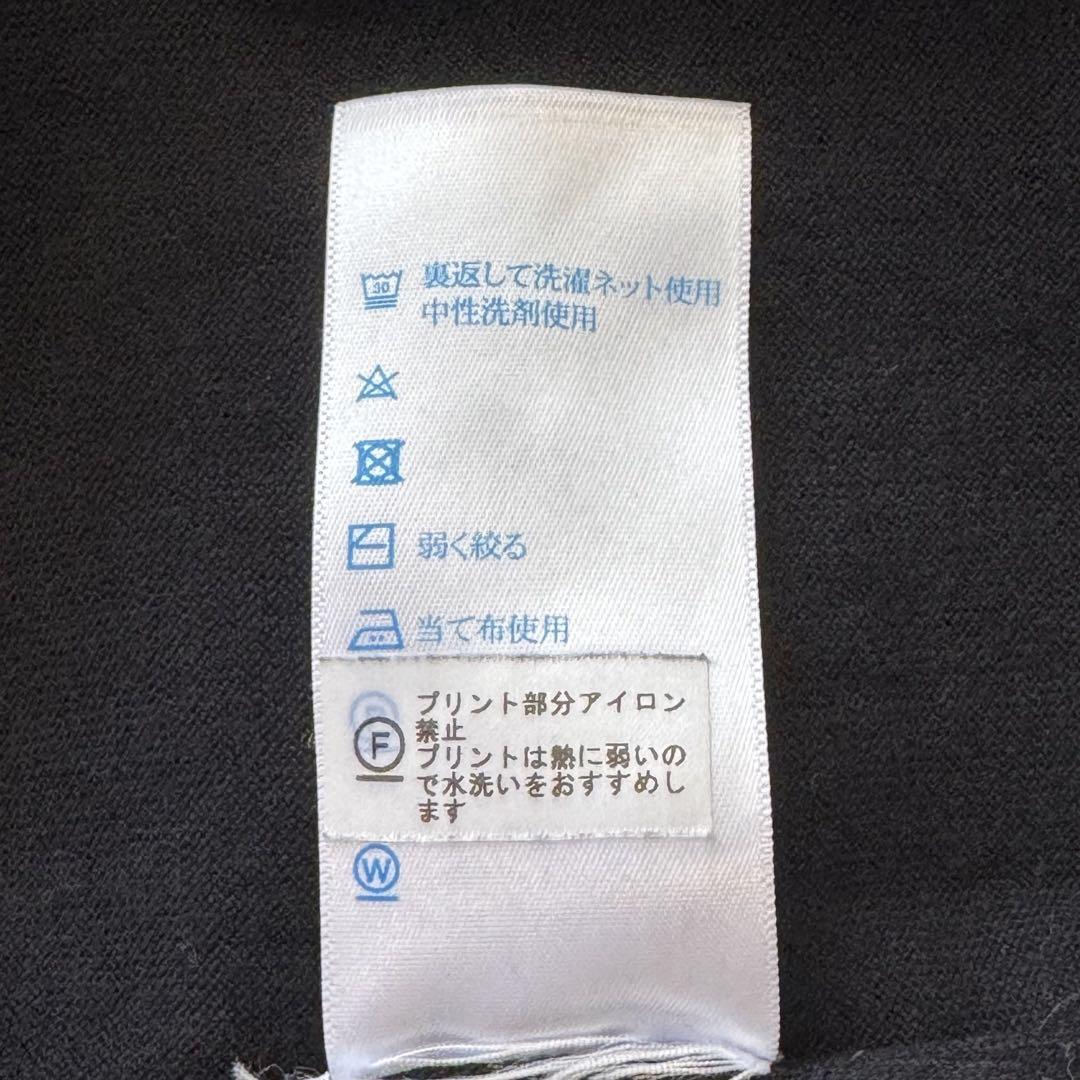 30
裏返して洗濯ネット使用
中性洗剤使用
弱く絞る
当て布使用
F
プリント部分アイロン
禁止
プリントは熱に弱いの
で水洗いをおすすめし
ます
W